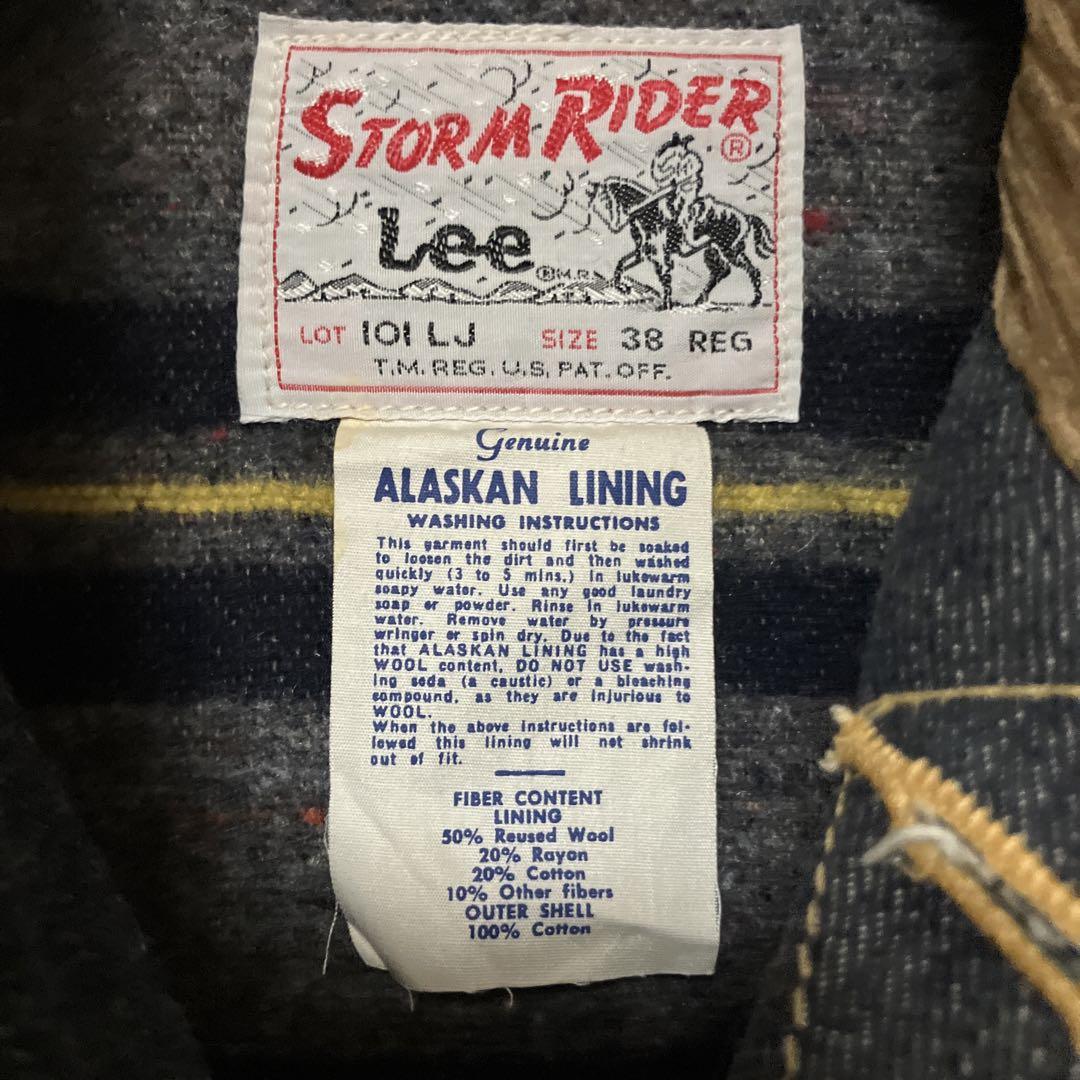 STORM RIDER ®
Lee ® M.R.
LOT 101 LJ SIZE 38 REG
T.M. REG. U.S. PAT. OFF.
Genuine
ALASKAN LINING
WASHING INSTRUCTIONS
This garment should first be soaked
to loosen the dirt and then washed
quickly (3 to 5 mins.) in lukewarm
soapy water. Use any good laundry
soap or powder. Rinse in lukewarm
water. Remove water by pressure
wringer or spin dry. Due to the fact
that ALASKAN LINING has a high
WOOL content, DO NOT USE wash-
ing soda (a caustic) or a bleaching
compound, as they are injurious to
WOOL.
When the above instructions are fol-
lowed this lining will not shrink
out of fit.
FIBER CONTENT
LINING
50% Reused Wool
20% Rayon
20% Cotton
10% Other fibers
OUTER SHELL
100% Cotton